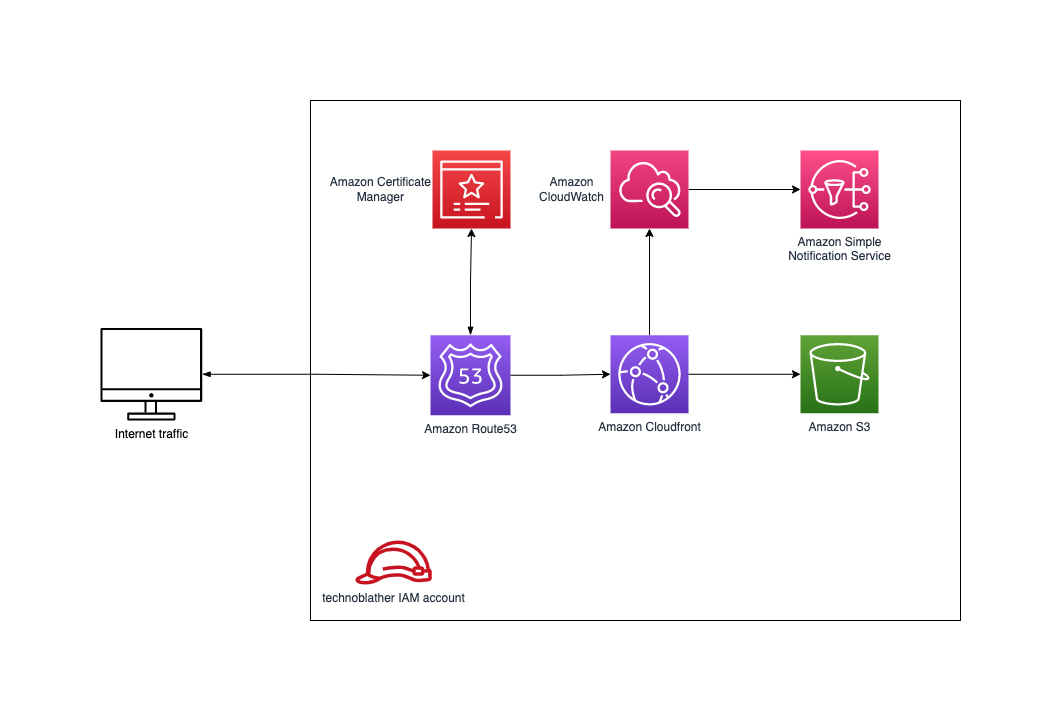 Amazon Certificate
Manager
Amazon
CloudWatch
Amazon Simple
Notification Service
53
Internet traffic
Amazon Route53
Amazon Cloudfront
Amazon S3
technoblather IAM account